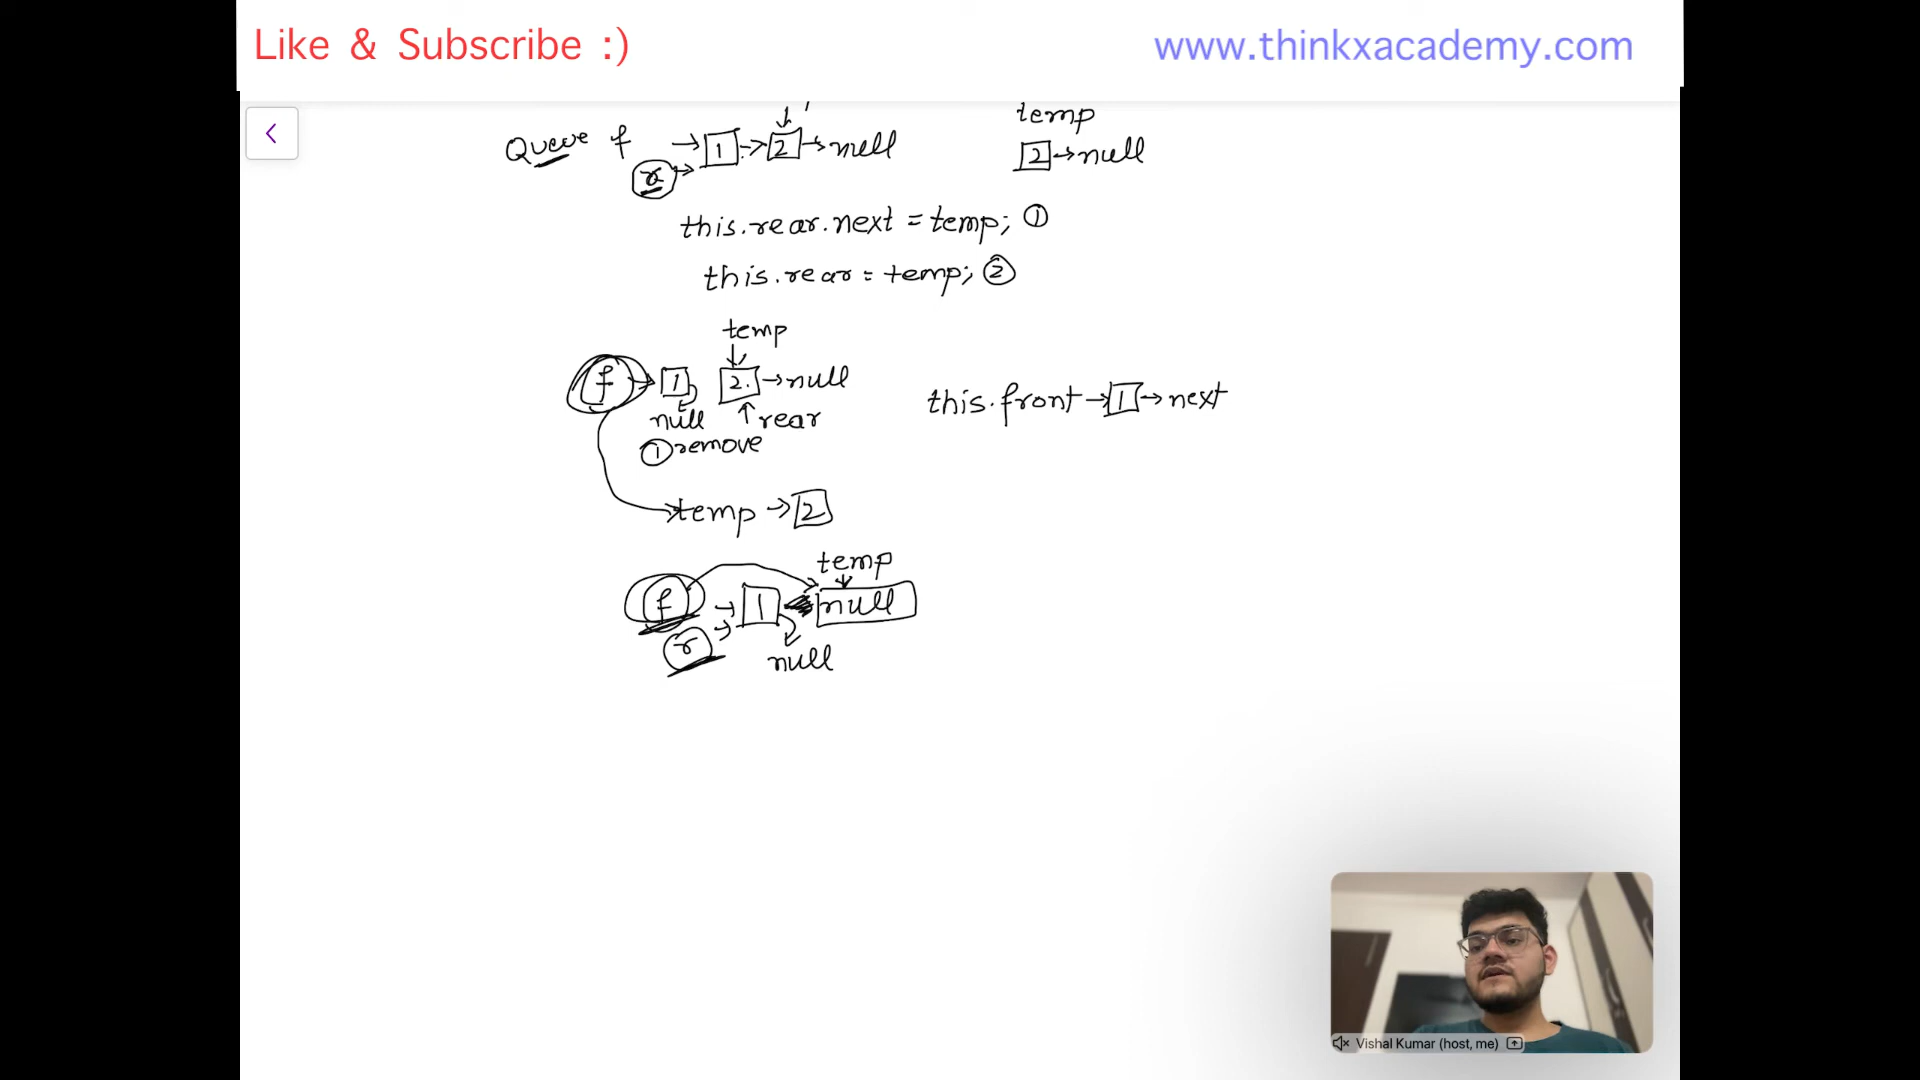 Like & Subscribe :)
www.thinkxacademy.com
temp
Queue f → 1 → 2 → null
2 → null
r →
this.rear.next = temp; ①
this.rear = temp; ②
temp
f → 1 2 → null
this.front → 1 → next
null rear
① remove
temp → 2
temp
f → 1 null
r
null
Vishal Kumar (host, me)